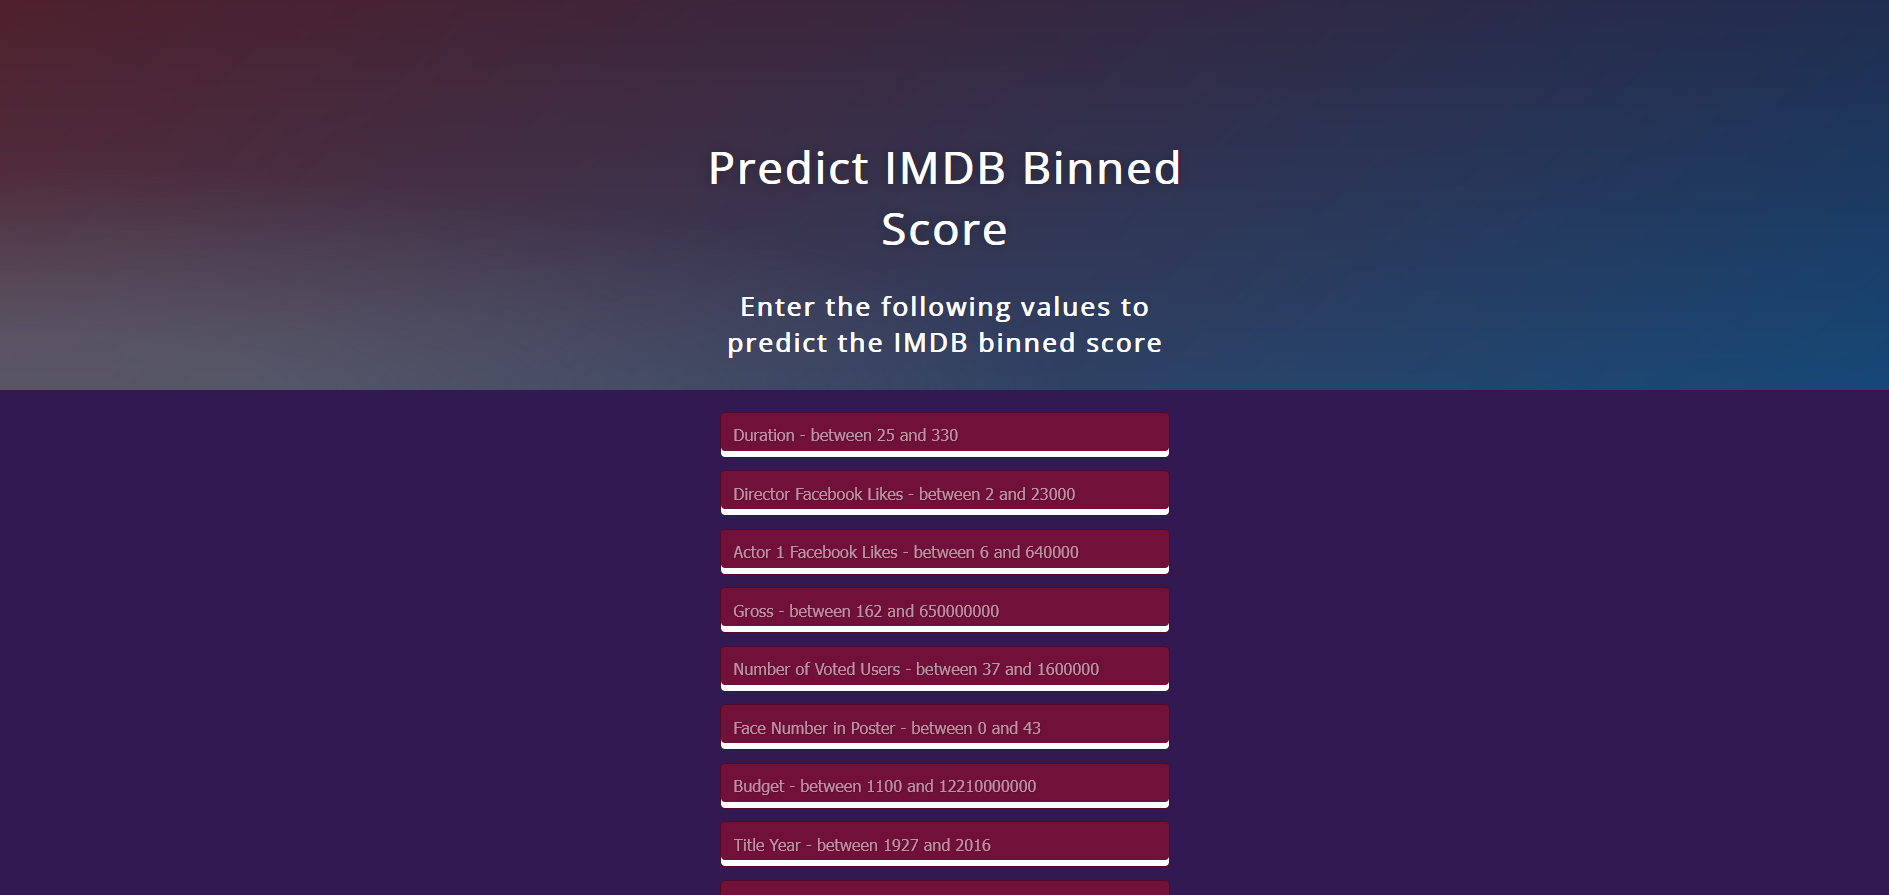 Predict IMDB Binned
Score
Enter the following values to
predict the IMDB binned score
Duration - between 25 and 330
Director Facebook Likes - between 2 and 23000
Actor 1 Facebook Likes - between 6 and 640000
Gross - between 162 and 650000000
Number of Voted Users - between 37 and 1600000
Face Number in Poster - between 0 and 43
Budget - between 1100 and 12210000000
Title Year - between 1927 and 2016